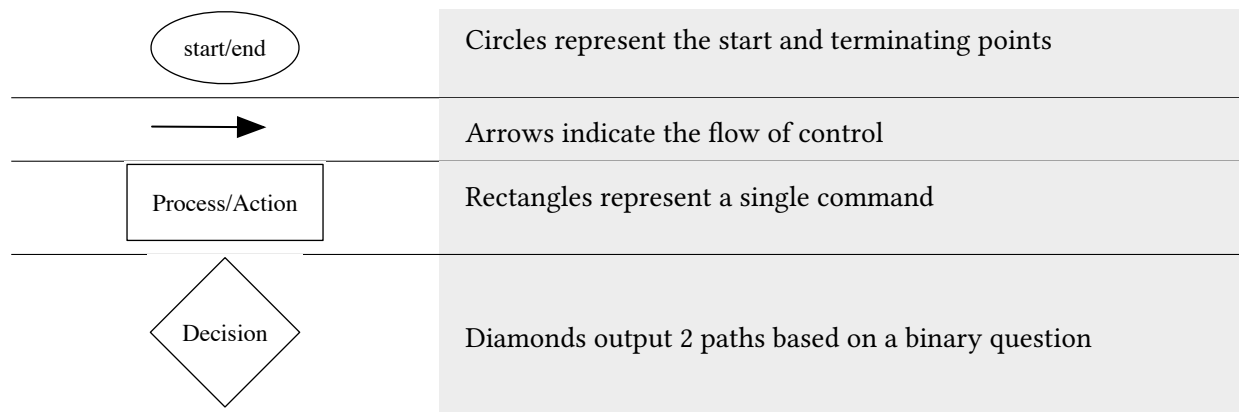 start/end
Circles represent the start and terminating points
Arrows indicate the flow of control
Process/Action
Rectangles represent a single command
Decision
Diamonds output 2 paths based on a binary question